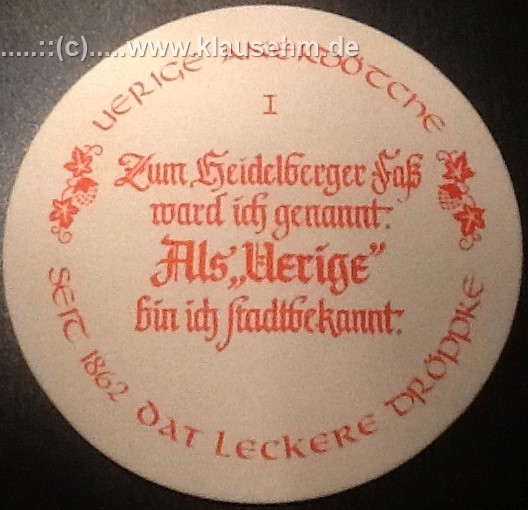 .....::(c)..... www.klausehm.de
UERIGE
I
Zum Heidelberger Faß
ward ich genannt:
Als „Uerige”
bin ich stadtbekannt:
SEIT 1862 DAT LECKERE DRÖPPKE